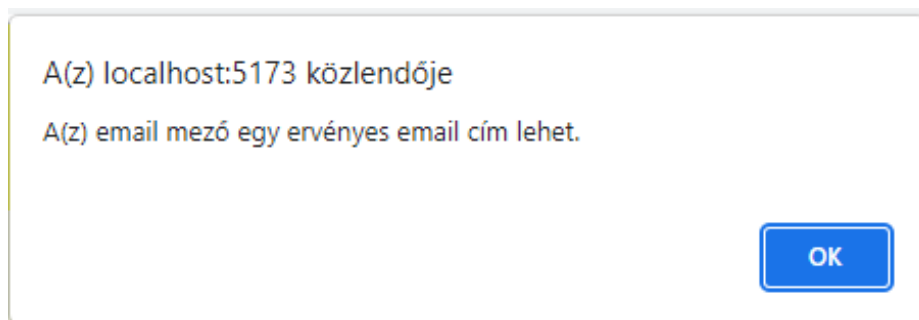 A(z) localhost:5173 közlendője
A(z) email mező egy ervényes email cím lehet.
OK